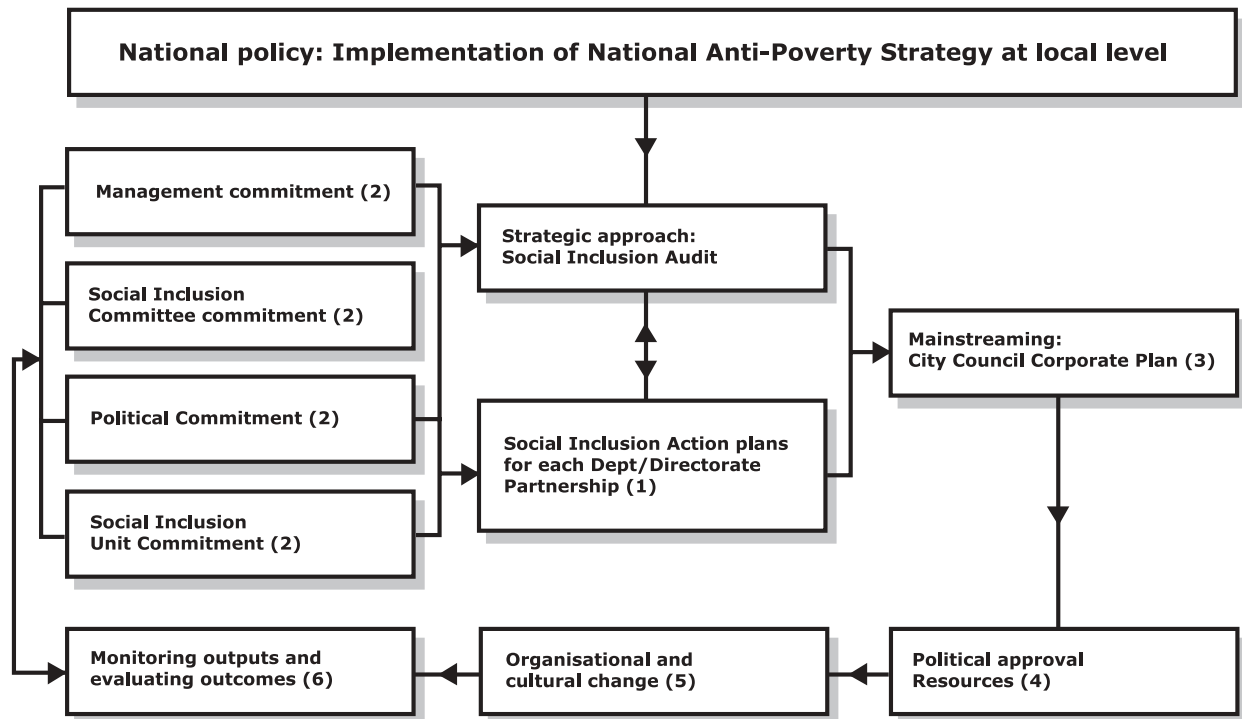 National policy: Implementation of National Anti-Poverty Strategy at local level
Management commitment (2)
Social Inclusion
Committee commitment (2)
Political Commitment (2)
Social Inclusion
Unit Commitment (2)
Strategic approach:
Social Inclusion Audit
Social Inclusion Action plans
for each Dept/Directorate
Partnership (1)
Mainstreaming:
City Council Corporate Plan (3)
Political approval
Resources (4)
Organisational and
cultural change (5)
Monitoring outputs and
evaluating outcomes (6)